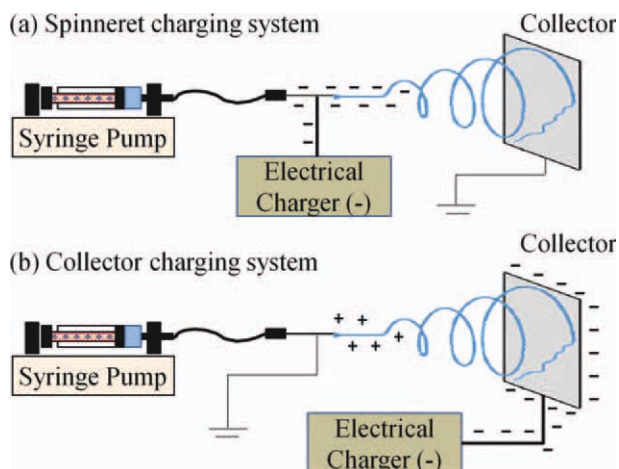 (a) Spinneret charging system
Collector
Syringe Pump
Electrical
Charger (-)
Collector
(b) Collector charging system
Syringe Pump
Electrical
Charger (-)